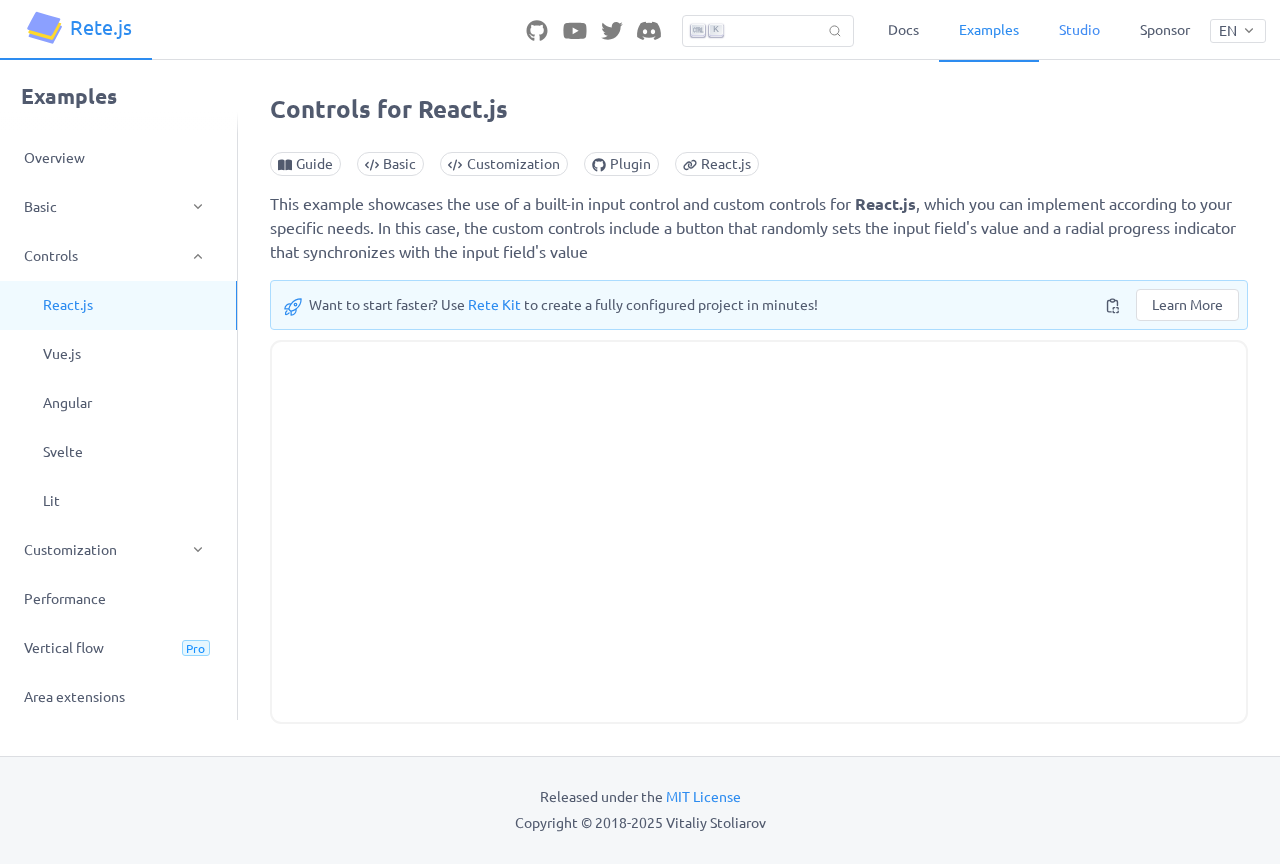 Rete.js
K
Docs
Examples
Studio
Sponsor
EN
Examples
Overview
Basic
Controls
React.js
Vue.js
Angular
Svelte
Lit
Customization
Performance
Vertical flow
Pro
Area extensions
Controls for React.js
Guide
Basic
Customization
Plugin
React.js
This example showcases the use of a built-in input control and custom controls for React.js, which you can implement according to your
specific needs. In this case, the custom controls include a button that randomly sets the input field's value and a radial progress indicator
that synchronizes with the input field's value
Want to start faster? Use Rete Kit to create a fully configured project in minutes!
Learn More
Released under the MIT License
Copyright © 2018-2025 Vitaliy Stoliarov